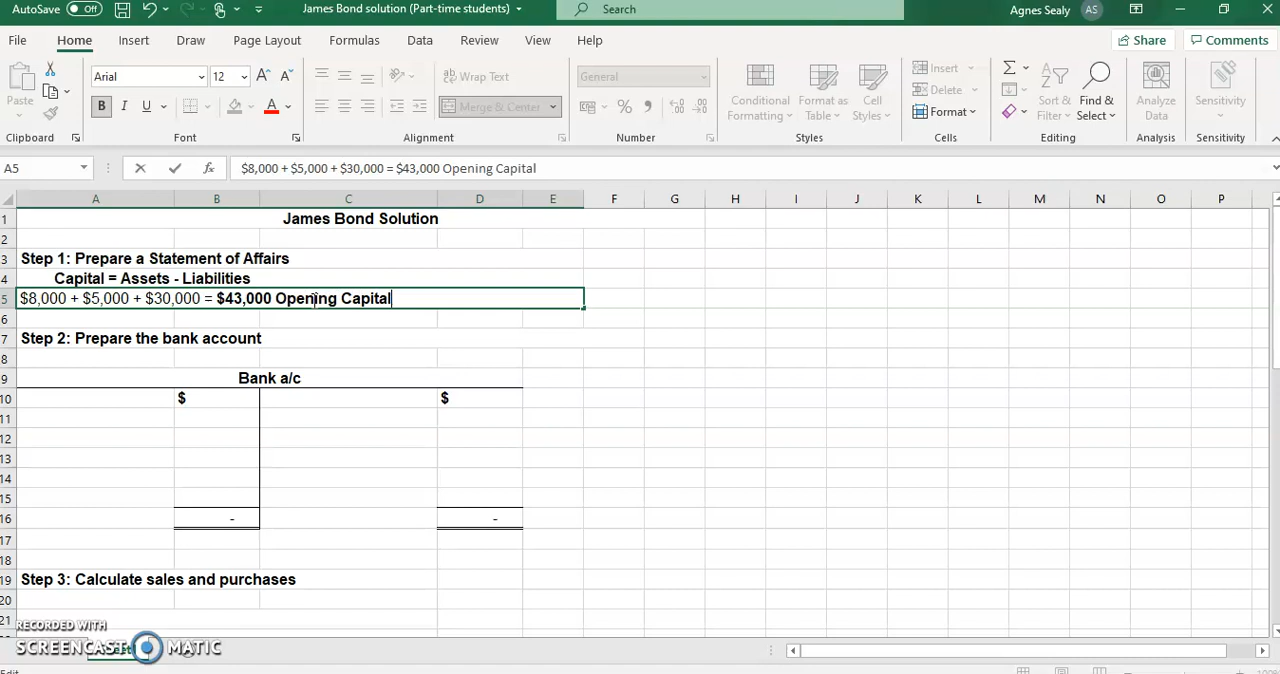 AutoSave Off James Bond solution (Part-time students) Search Agnes Sealy AS
File Home Insert Draw Page Layout Formulas Data Review View Help Share Comments
Arial 12 Wrap Text General Insert
Paste B I U Merge & Center % Conditional Formatting Format as Table Cell Styles Delete Format Sort & Filter Find & Select Analyze Data Sensitivity
Clipboard Font Alignment Number Styles Cells Editing Analysis Sensitivity
A5 fx $8,000 + $5,000 + $30,000 = $43,000 Opening Capital
A B C D E F G H I J K L M N O P
1 James Bond Solution
2
3 Step 1: Prepare a Statement of Affairs
4 Capital = Assets - Liabilities
5 $8,000 + $5,000 + $30,000 = $43,000 Opening Capital
6
7 Step 2: Prepare the bank account
8
9 Bank a/c
10 $ $
11
12
13
14
15
16 - -
17
18
19 Step 3: Calculate sales and purchases
20
21
RECORDED WITH
SCREENCAST MATIC